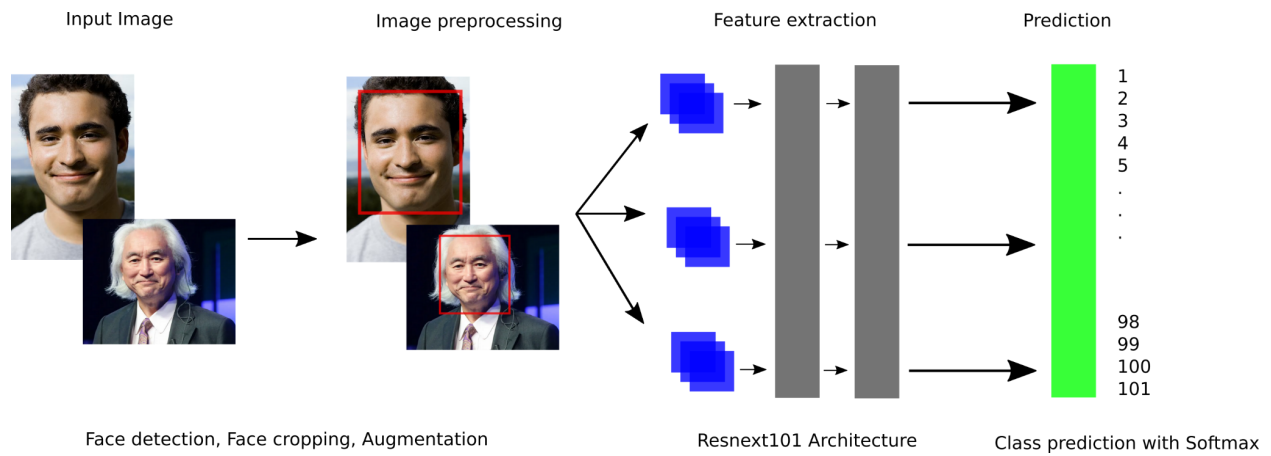 Input Image
Image preprocessing
Feature extraction
Prediction
1
2
3
4
5
.
.
.
98
99
100
101
Face detection, Face cropping, Augmentation
Resnext101 Architecture
Class prediction with Softmax